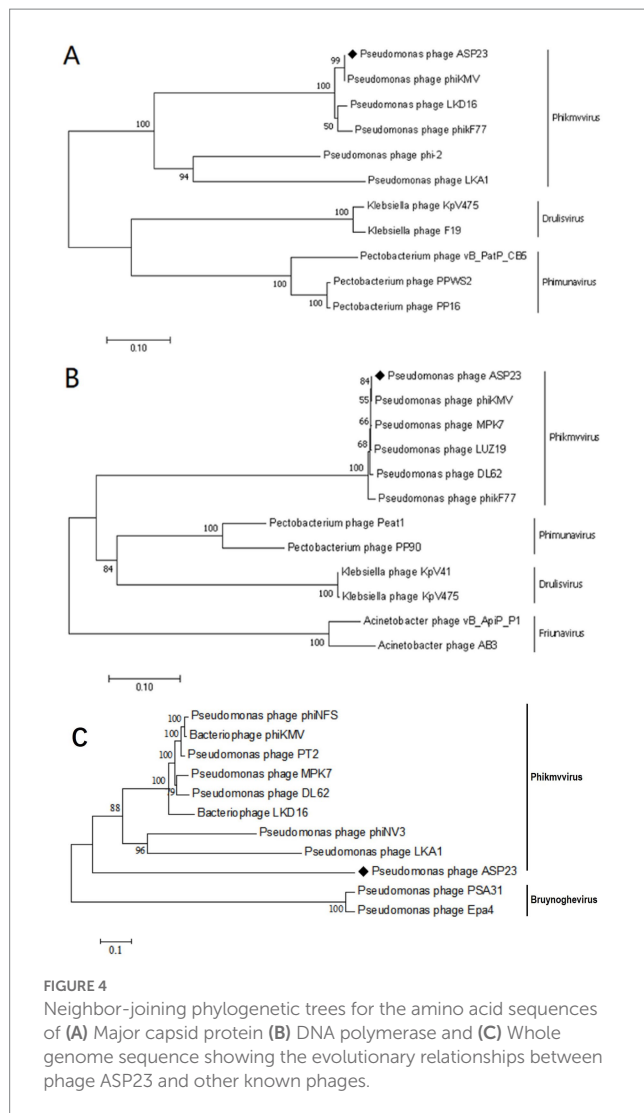 A
99
Pseudomonas phage ASP23
Pseudomonas phage phiKMV
100
Pseudomonas phage LKD16
50
Pseudomonas phage phikF77
100
Pseudomonas phage phi-2
94
Pseudomonas phage LKA1
Phikmvvirus
Klebsiella phage KpV475
100
Klebsiella phage F19
Drulisvirus
Pectobacterium phage vB_PatP_CB5
100
Pectobacterium phage PPWS2
100
Pectobacterium phage PP16
Phimunavirus
0.10
B
84
Pseudomonas phage ASP23
55
Pseudomonas phage phiKMV
66
Pseudomonas phage MPK7
68
Pseudomonas phage LUZ19
100
Pseudomonas phage DL62
Pseudomonas phage phikF77
Phikmvvirus
100
Pectobacterium phage Peat1
Pectobacterium phage PP90
Phimunavirus
84
Klebsiella phage KpV41
100
Klebsiella phage KpV475
Drulisvirus
Acinetobacter phage vB_ApiP_P1
100
Acinetobacter phage AB3
Friunavirus
0.10
C
100
Pseudomonas phage phiNFS
100
Bacteriophage phiKMV
100
Pseudomonas phage PT2
100
Pseudomonas phage MPK7
79
Pseudomonas phage DL62
Bacteriophage LKD16
88
Pseudomonas phage phiNV3
96
Pseudomonas phage LKA1
Pseudomonas phage ASP23
Phikmvvirus
Pseudomonas phage PSA31
100
Pseudomonas phage Epa4
Bruynoghevirus
0.1
FIGURE 4
Neighbor-joining phylogenetic trees for the amino acid sequences
of (A) Major capsid protein (B) DNA polymerase and (C) Whole
genome sequence showing the evolutionary relationships between
phage ASP23 and other known phages.